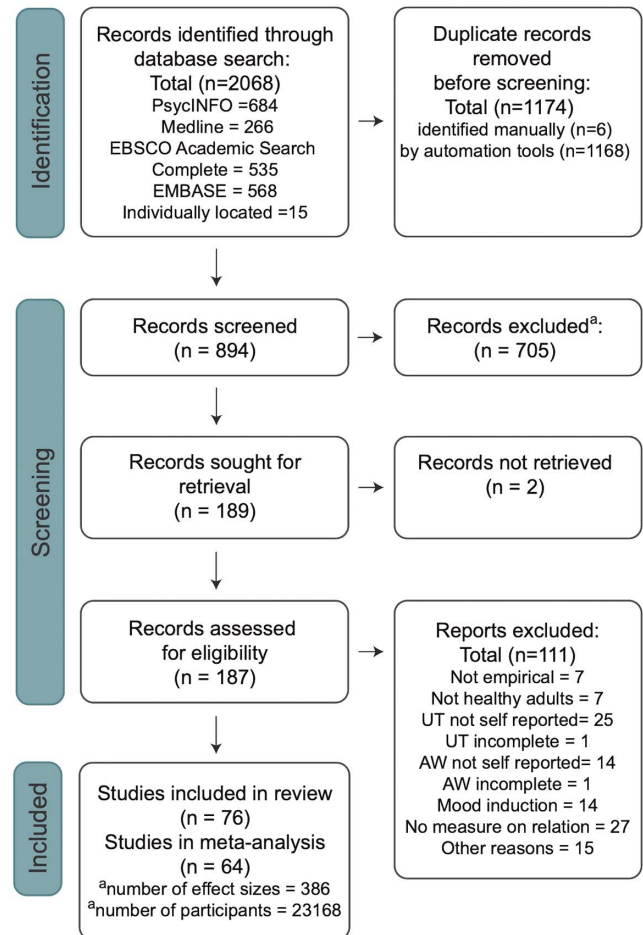 Identification
Records identified through
database search:
Total (n=2068)
PsycINFO =684
Medline = 266
EBSCO Academic Search
Complete = 535
EMBASE = 568
Individually located =15
Duplicate records
removed
before screening:
Total (n=1174)
identified manually (n=6)
by automation tools (n=1168)
Screening
Records screened
(n = 894)
Records excludedᵃ:
(n = 705)
Records sought for
retrieval
(n = 189)
Records not retrieved
(n = 2)
Records assessed
for eligibility
(n = 187)
Reports excluded:
Total (n=111)
Not empirical = 7
Not healthy adults = 7
UT not self reported= 25
UT incomplete = 1
AW not self reported= 14
AW incomplete = 1
Mood induction = 14
No measure on relation = 27
Other reasons = 15
Included
Studies included in review
(n = 76)
Studies in meta-analysis
(n = 64)
ᵃnumber of effect sizes = 386
ᵃnumber of participants = 23168